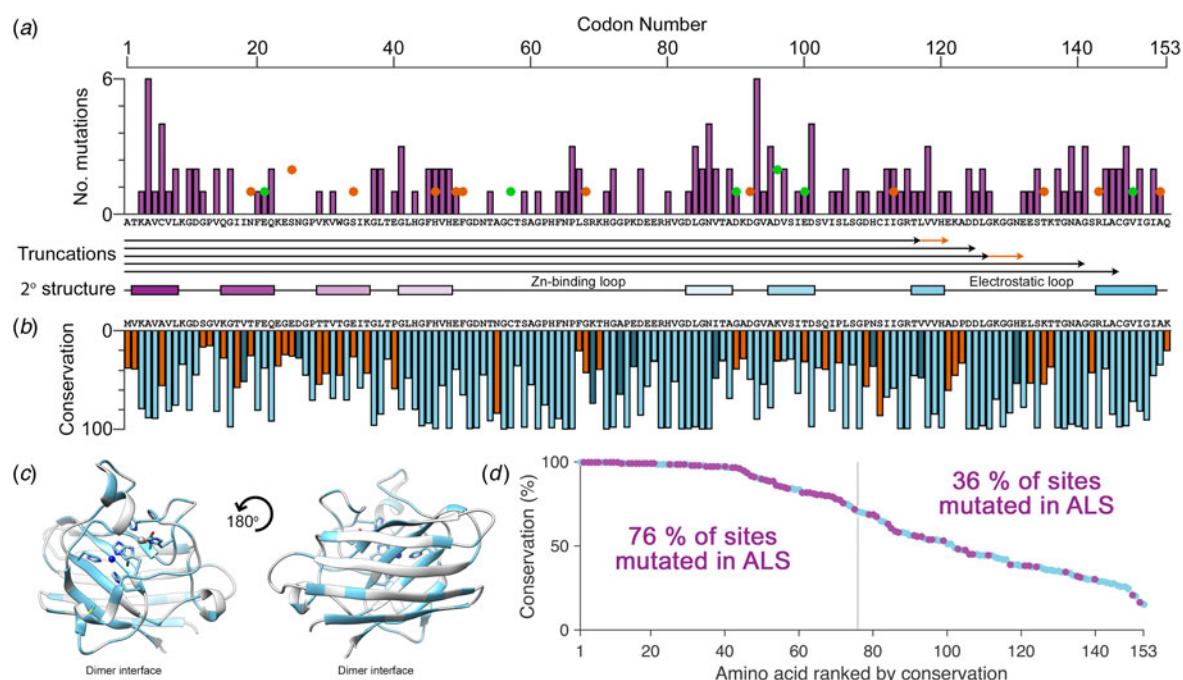 (a)
Codon Number
1 20 40 60 80 100 120 140 153
No. mutations
6
0
ATKAVCVLKGDGPVQGIINFEQKESNGPVKVWGSIKGLTEGLHGFHVHEFGDNTAGCTSAGPHFNPLSRKHGGPKDEERHVGDLGNVTADKDGVADVSIEDSVISLSGDHCIIGRTLVVHEKADDLGKGGNEESTKTGNAGSRLACGVIGIAQ
Truncations
2° structure
Zn-binding loop
Electrostatic loop
(b)
MVKAVAVLKGDSGVKGTVTFEQEGEDGPTTVTGEITGLTPGLHGFHVHEFGDNTNGCTSAGPHFNPFGKTHGAPEDEERHVGDLGNITAGADGVAKVSITDSQIPLSGPNSIIGRTVVVHADPDDLGKGGHELSKTTGNAGGRLACGVIGIAK
Conservation
0
100
(c)
180°
Dimer interface
Dimer interface
(d)
Conservation (%)
100
50
0
76 % of sites
mutated in ALS
36 % of sites
mutated in ALS
1 20 40 60 80 100 120 140 153
Amino acid ranked by conservation